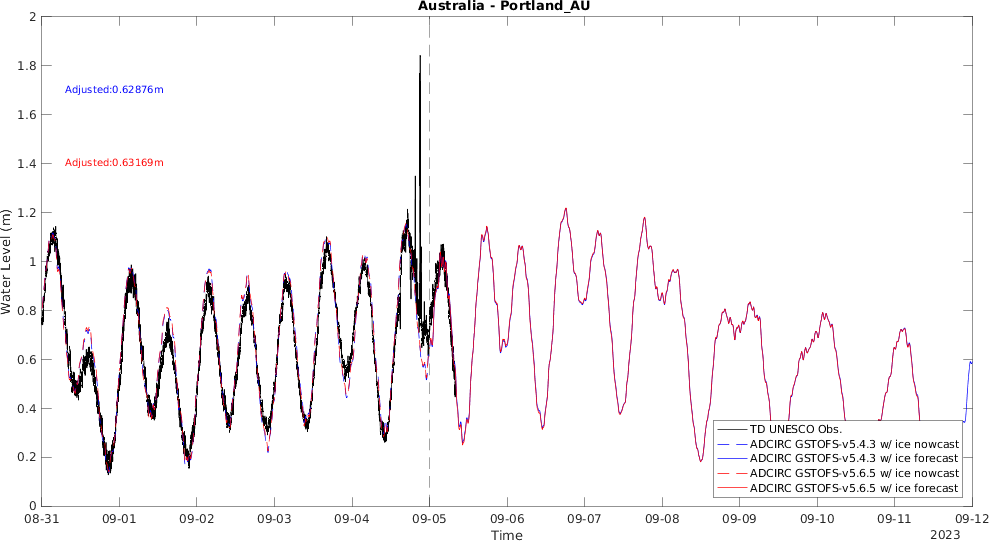 Australia - Portland_AU
2
1.8
1.6
1.4
1.2
1
0.8
0.6
0.4
0.2
0
Water Level (m)
Adjusted:0.62876m
Adjusted:0.63169m
TD UNESCO Obs.
ADCIRC GSTOFS-v5.4.3 w/ ice nowcast
ADCIRC GSTOFS-v5.4.3 w/ ice forecast
ADCIRC GSTOFS-v5.6.5 w/ ice nowcast
ADCIRC GSTOFS-v5.6.5 w/ ice forecast
08-31 09-01 09-02 09-03 09-04 09-05 09-06 09-07 09-08 09-09 09-10 09-11 09-12
Time
2023